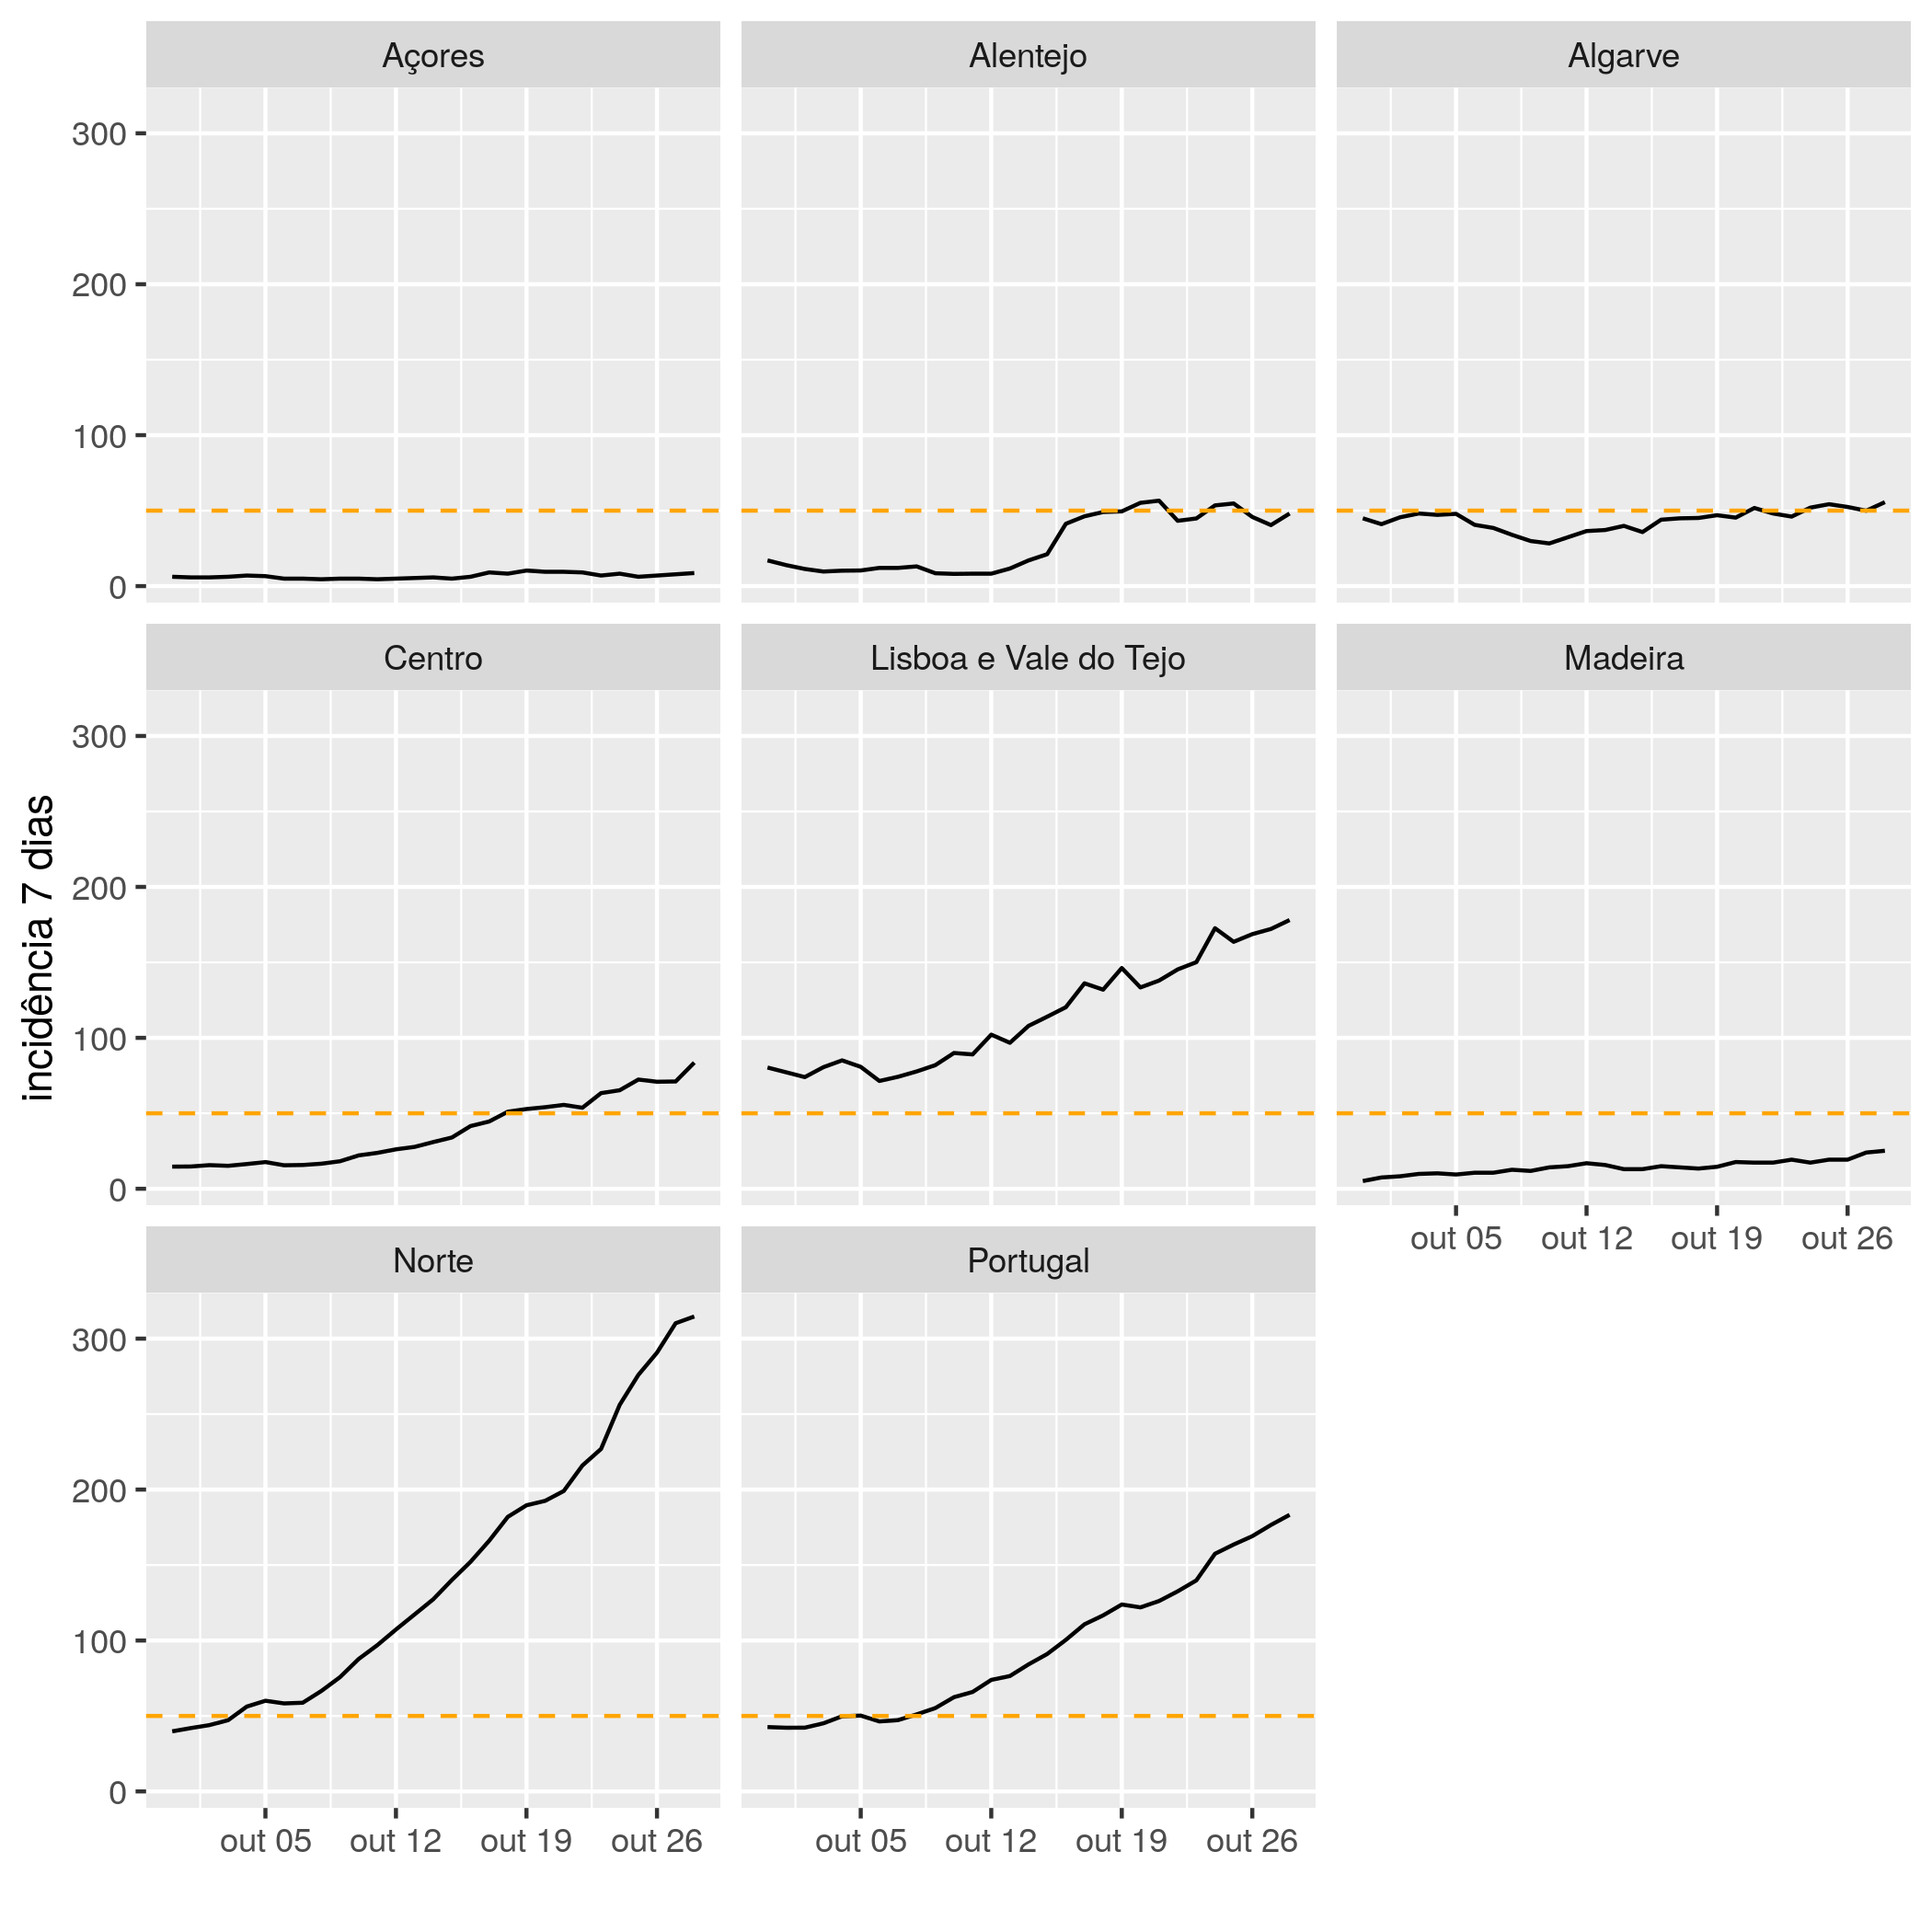 Açores
Alentejo
Algarve
300
200
100
0
Centro
Lisboa e Vale do Tejo
Madeira
300
200
100
0
incidência 7 dias
out 05 out 12 out 19 out 26
Norte
Portugal
300
200
100
0
out 05 out 12 out 19 out 26
out 05 out 12 out 19 out 26